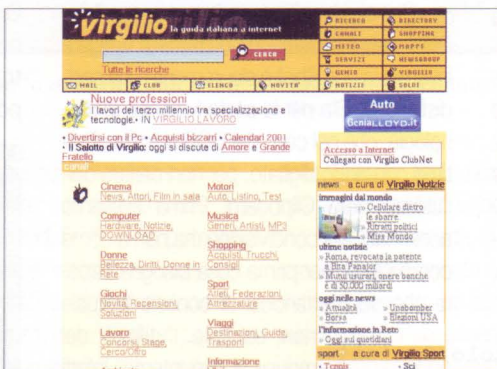 virgilio la guida italiana a internet
RICERCA DIRECTORY
CANALI SHOPPING
METEO MAPPE
SERVIZI NEWSGROUP
GENIO VIRGILIO
CERCO
Tutte le ricerche
MAIL CLUB ELENCO NOVITA' NOTIZIE SALDI
Nuove professioni
I lavori del terzo millennio tra specializzazione e
tecnologie.• IN VIRGILIO LAVORO
• Divertirsi con il Pc • Acquisti bizzarri • Calendari 2001
• Il Salotto di Virgilio: oggi si discute di Amore e Grande
Fratello
canali
Cinema
News, Attori, Film in sala
Computer
Hardware, Notizie,
DOWNLOAD
Donne
Bellezza, Diritti, Donne in
Rete
Giochi
Novità, Recensioni,
Soluzioni
Lavoro
Concorsi, Stage,
Cerco/Offro
Motori
Auto, Listino, Test
Musica
Generi, Artisti, MP3
Shopping
Acquisti, Trucchi,
Consigli
Sport
Atleti, Federazioni,
Attrezzature
Viaggi
Destinazioni, Guide,
Trasporti
Informazione
Auto
GeniaLLOYD.it
Accesso a Internet
Collegati con Virgilio ClubNet
news a cura di Virgilio Notizie
immagini dal mondo
» Cellulare dietro
le sbarre
» Ritratti politici
» Miss Mondo
ultime notizie
» Roma, revocata la patente
a Rita
» Mutui usurari, onere banche
è di 50.000 miliardi
oggi nelle news
» Attualità » Unabomber
» Borsa » Elezioni USA
l'informazione in Rete
» Oggi sui quotidiani
sport a cura di Virgilio Sport
• Tennis • Sci